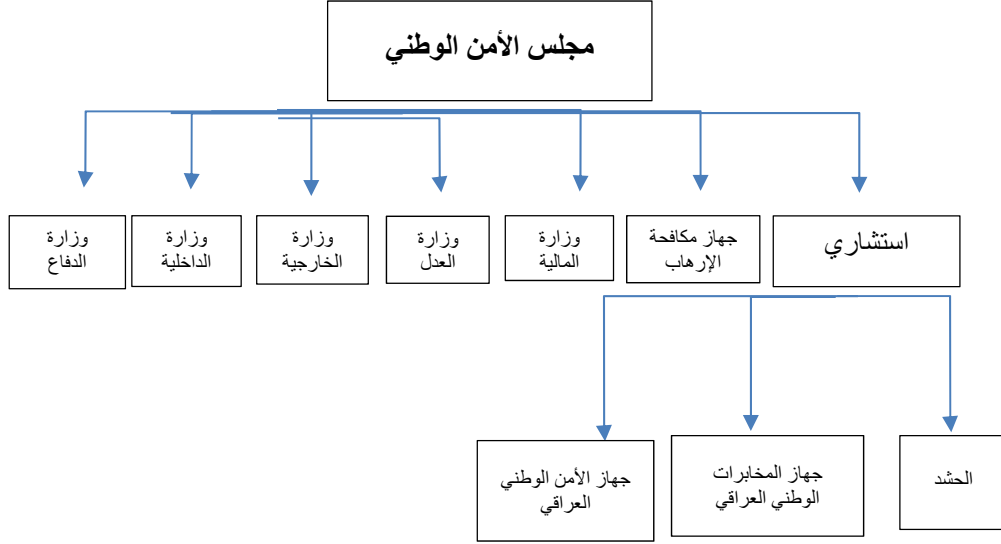 مجلس الأمن الوطني
استشاري
جهاز مكافحة
الإرهاب
وزارة
المالية
وزارة
العدل
وزارة
الخارجية
وزارة
الداخلية
وزارة
الدفاع
الحشد
جهاز المخابرات
الوطني العراقي
جهاز الأمن الوطني
العراقي